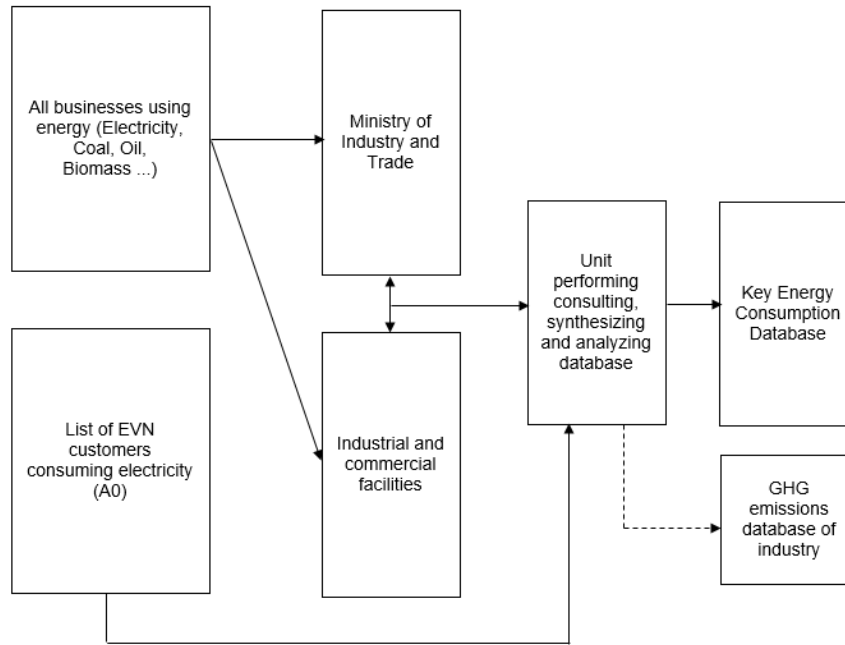 All businesses using
energy (Electricity,
Coal, Oil,
Biomass ...)
Ministry of
Industry and
Trade
Unit
performing
consulting,
synthesizing
and analyzing
database
Key Energy
Consumption
Database
List of EVN
customers
consuming electricity
(A0)
Industrial and
commercial
facilities
GHG
emissions
database of
industry